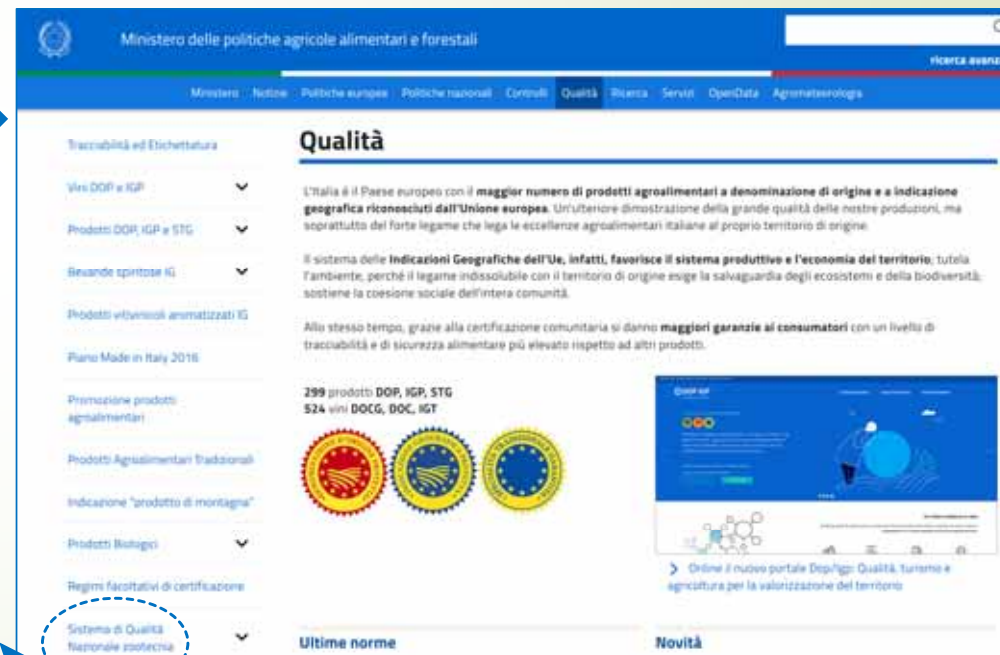 Ministero delle politiche agricole alimentari e forestali
ricerca avanz
Ministero Notizie Politiche europee Politiche nazionali Controlli Qualità Ricerca Servizi OpenData Agrometeorologia
Tracciabilità ed Etichettatura
Vini DOP e IGP
Prodotti DOP, IGP e STG
Bevande spiritose IG
Prodotti vitivinicoli aromatizzati IG
Piano Made in Italy 2016
Promozione prodotti
agroalimentari
Prodotti Agroalimentari Tradizionali
Indicazione "prodotto di montagna"
Prodotti Biologici
Regimi facoltativi di certificazione
Sistema di Qualità
Nazionale zootecnia
Qualità
L'Italia è il Paese europeo con il maggior numero di prodotti agroalimentari a denominazione di origine e a indicazione
geografica riconosciuti dall'Unione europea. Un'ulteriore dimostrazione della grande qualità delle nostre produzioni, ma
soprattutto del forte legame che lega le eccellenze agroalimentari italiane al proprio territorio di origine.
Il sistema delle Indicazioni Geografiche dell'Ue, infatti, favorisce il sistema produttivo e l'economia del territorio; tutela
l'ambiente, perché il legame indissolubile con il territorio di origine esige la salvaguardia degli ecosistemi e della biodiversità;
sostiene la coesione sociale dell'intera comunità.
Allo stesso tempo, grazie alla certificazione comunitaria si danno maggiori garanzie ai consumatori con un livello di
tracciabilità e di sicurezza alimentare più elevato rispetto ad altri prodotti.
299 prodotti DOP, IGP, STG
524 vini DOCG, DOC, IGT
Online il nuovo portale Dop/Igp: Qualità, turismo e
agricoltura per la valorizzazione del territorio
Ultime norme
Novità